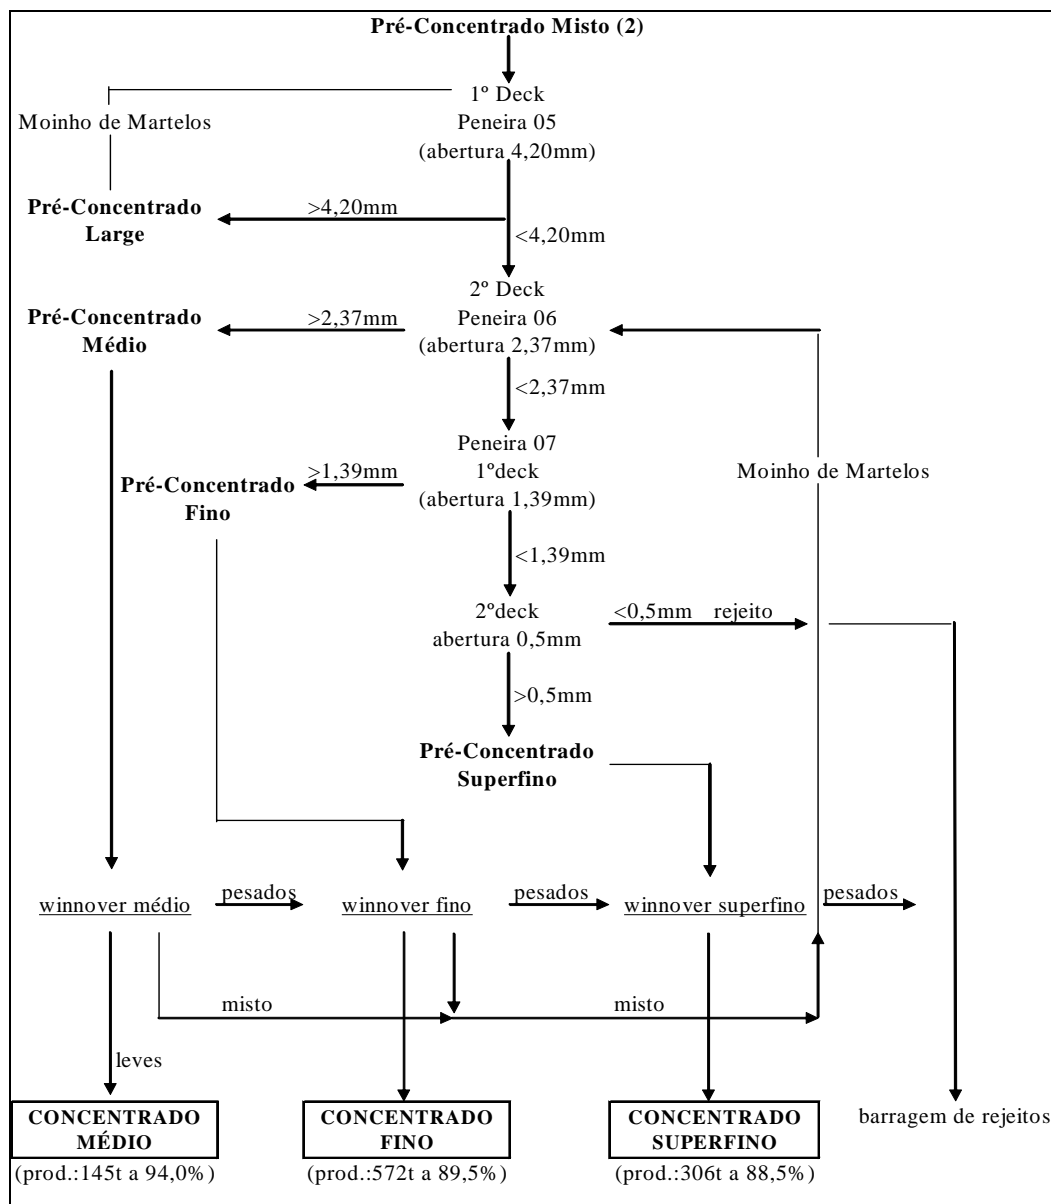 Pré-Concentrado Misto (2)
1º Deck
Moinho de Martelos
Peneira 05
(abertura 4,20mm)
Pré-Concentrado
Large
>4,20mm
<4,20mm
2º Deck
Pré-Concentrado
Médio
>2,37mm
Peneira 06
(abertura 2,37mm)
<2,37mm
Peneira 07
1ºdeck
(abertura 1,39mm)
>1,39mm
Pré-Concentrado
Fino
Moinho de Martelos
<1,39mm
2ºdeck
abertura 0,5mm
<0,5mm rejeito
>0,5mm
Pré-Concentrado
Superfino
winnover médio
pesados
winnover fino
pesados
winnover superfino
pesados
misto
misto
leves
CONCENTRADO
MÉDIO
(prod.:145t a 94,0%)
CONCENTRADO
FINO
(prod.:572t a 89,5%)
CONCENTRADO
SUPERFINO
(prod.:306t a 88,5%)
barragem de rejeitos